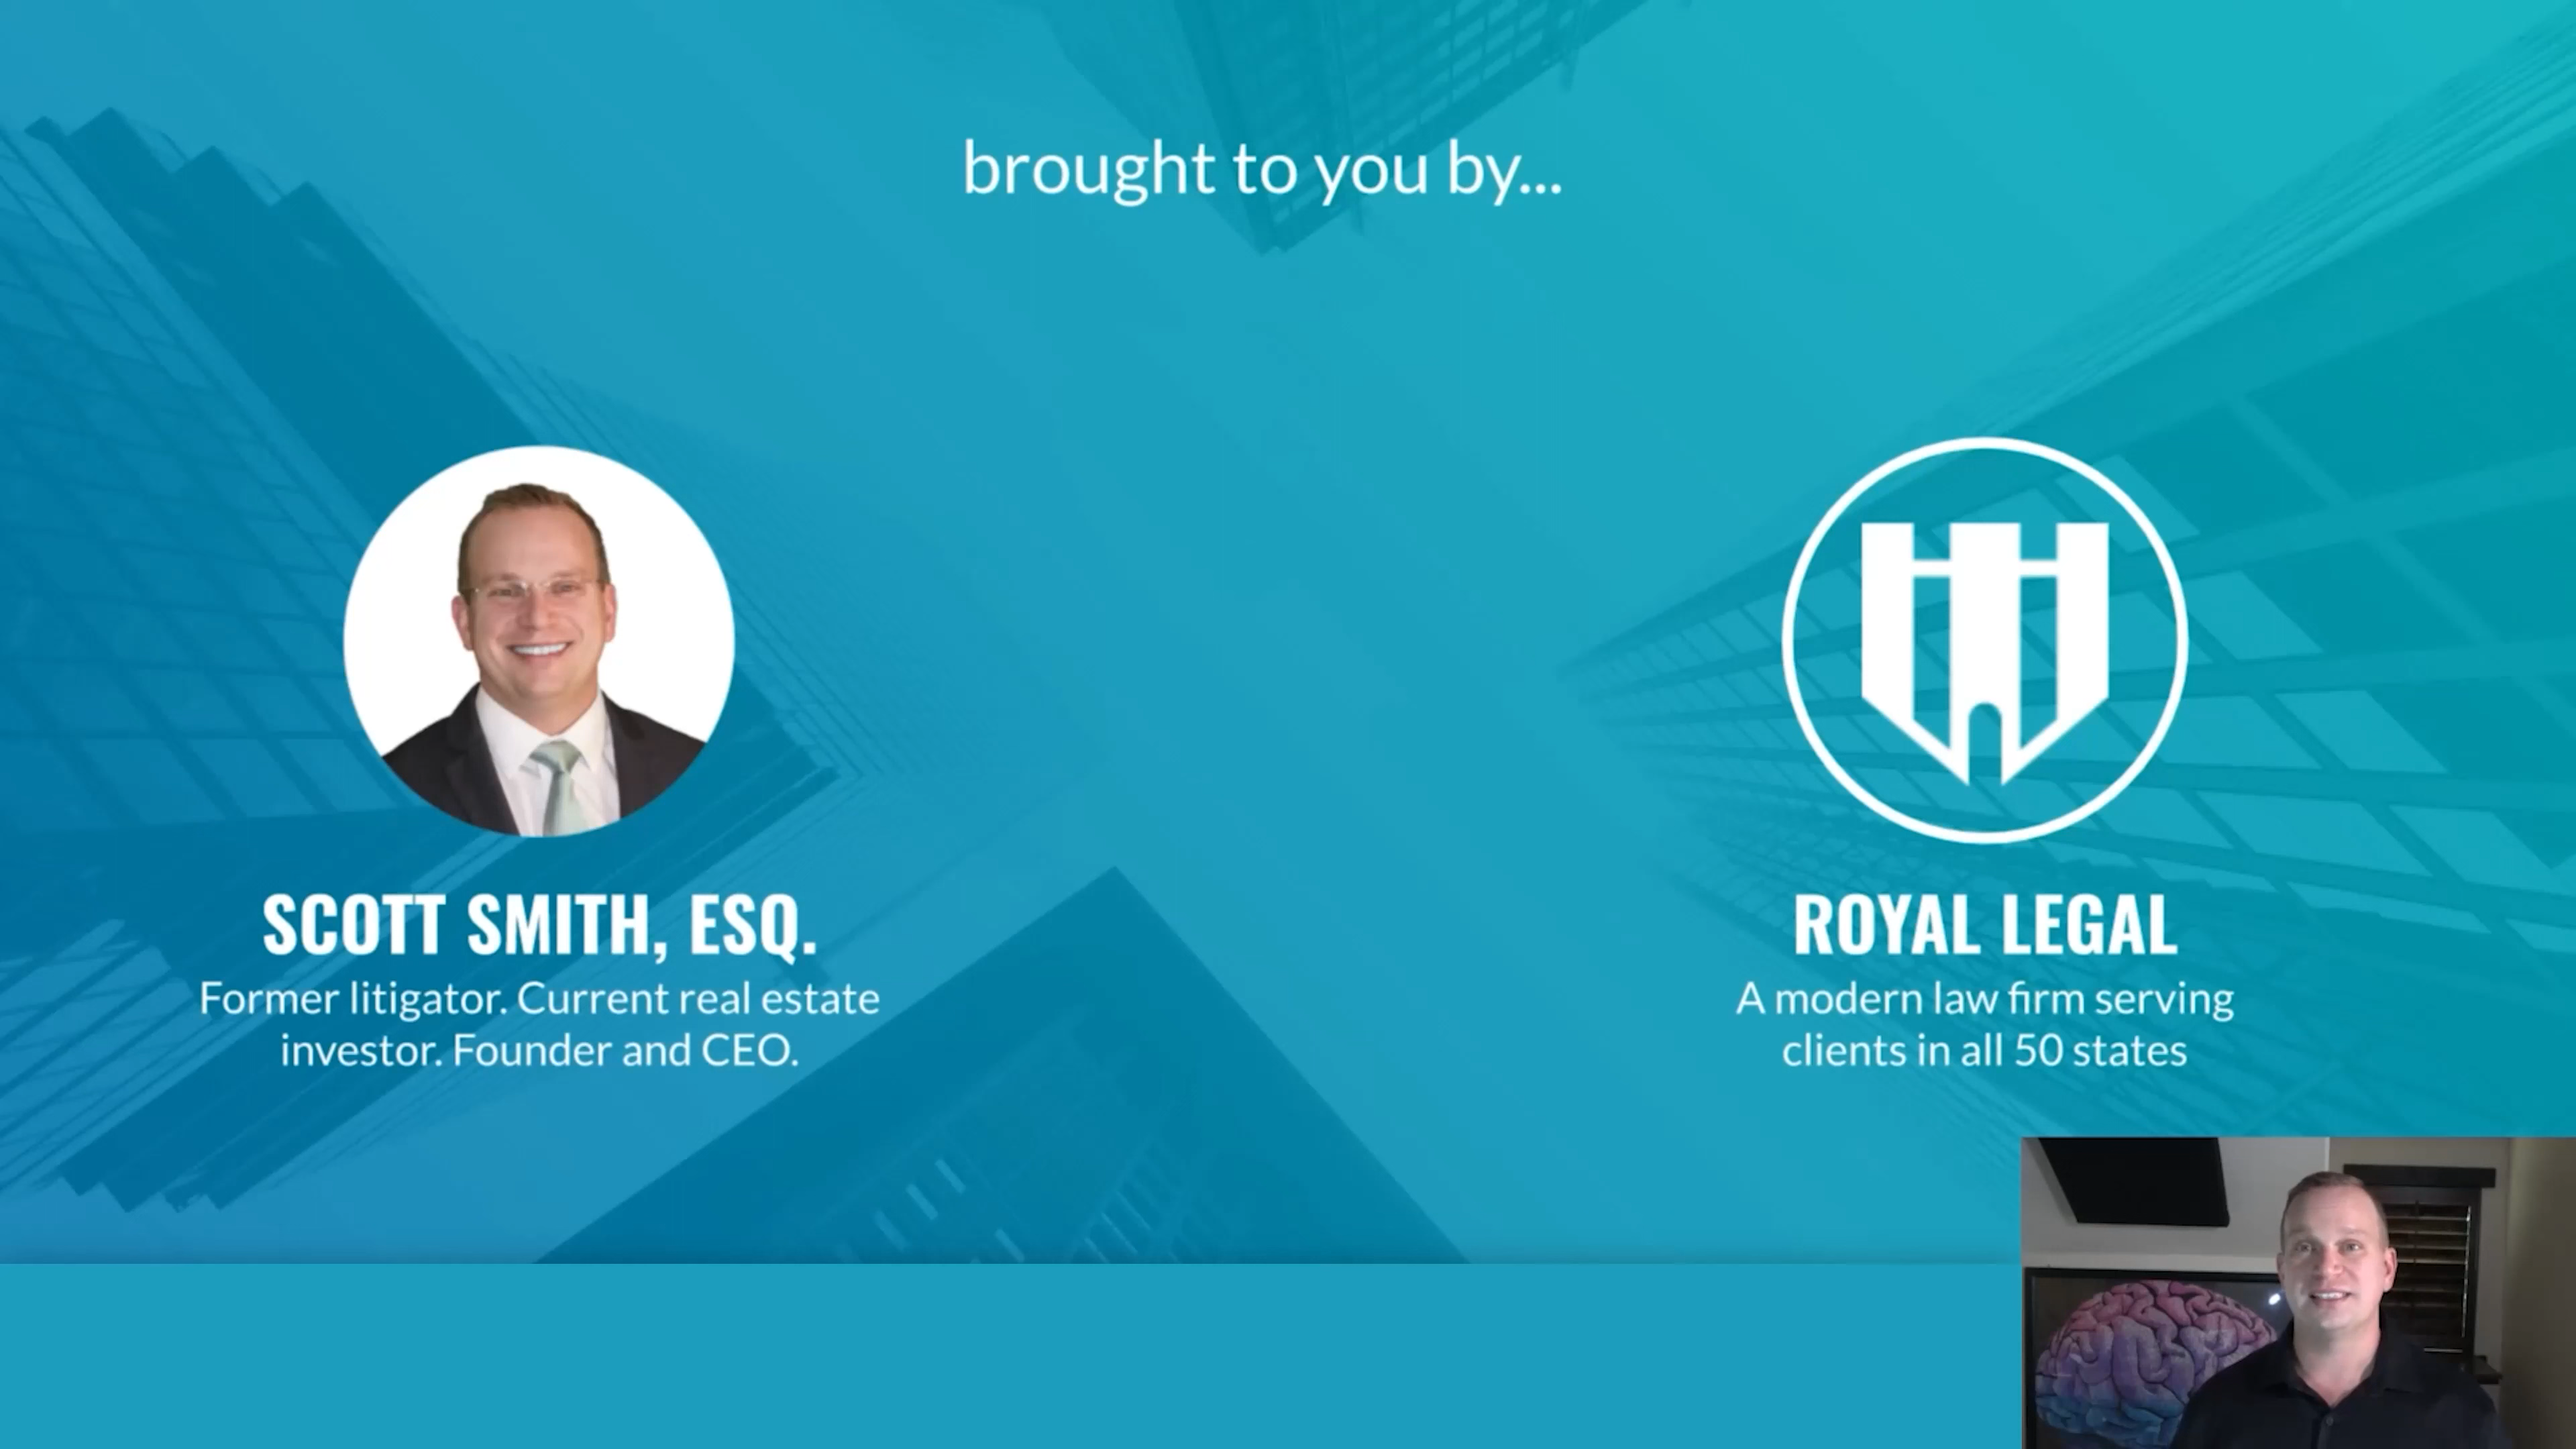 brought to you by...
SCOTT SMITH, ESQ.
Former litigator. Current real estate
investor. Founder and CEO.
ROYAL LEGAL
A modern law firm serving
clients in all 50 states